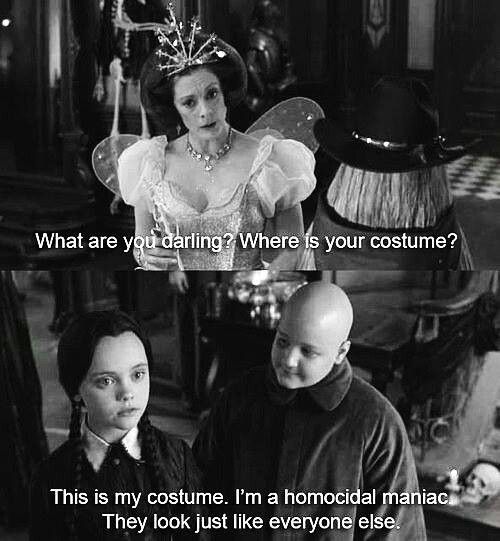 What are you darling? Where is your costume?
This is my costume. I'm a homocidal maniac.
They look just like everyone else.